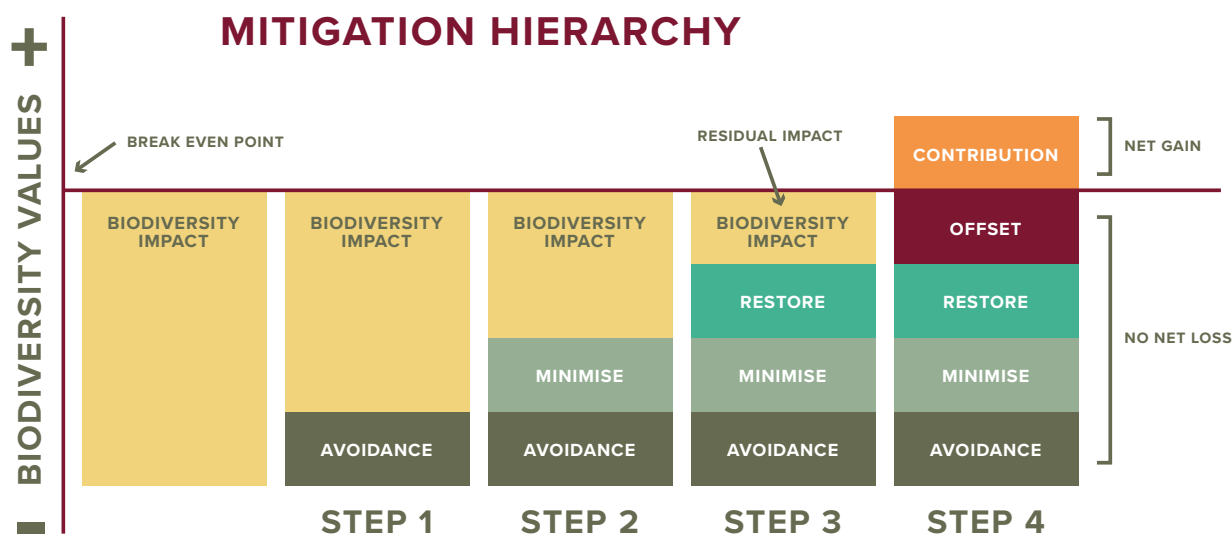 MITIGATION HIERARCHY
+
BIODIVERSITY VALUES
BREAK EVEN POINT
RESIDUAL IMPACT
CONTRIBUTION
NET GAIN
BIODIVERSITY
IMPACT
BIODIVERSITY
IMPACT
BIODIVERSITY
IMPACT
BIODIVERSITY
IMPACT
OFFSET
RESTORE
RESTORE
NO NET LOSS
MINIMISE
MINIMISE
MINIMISE
AVOIDANCE
AVOIDANCE
AVOIDANCE
AVOIDANCE
-
STEP 1
STEP 2
STEP 3
STEP 4